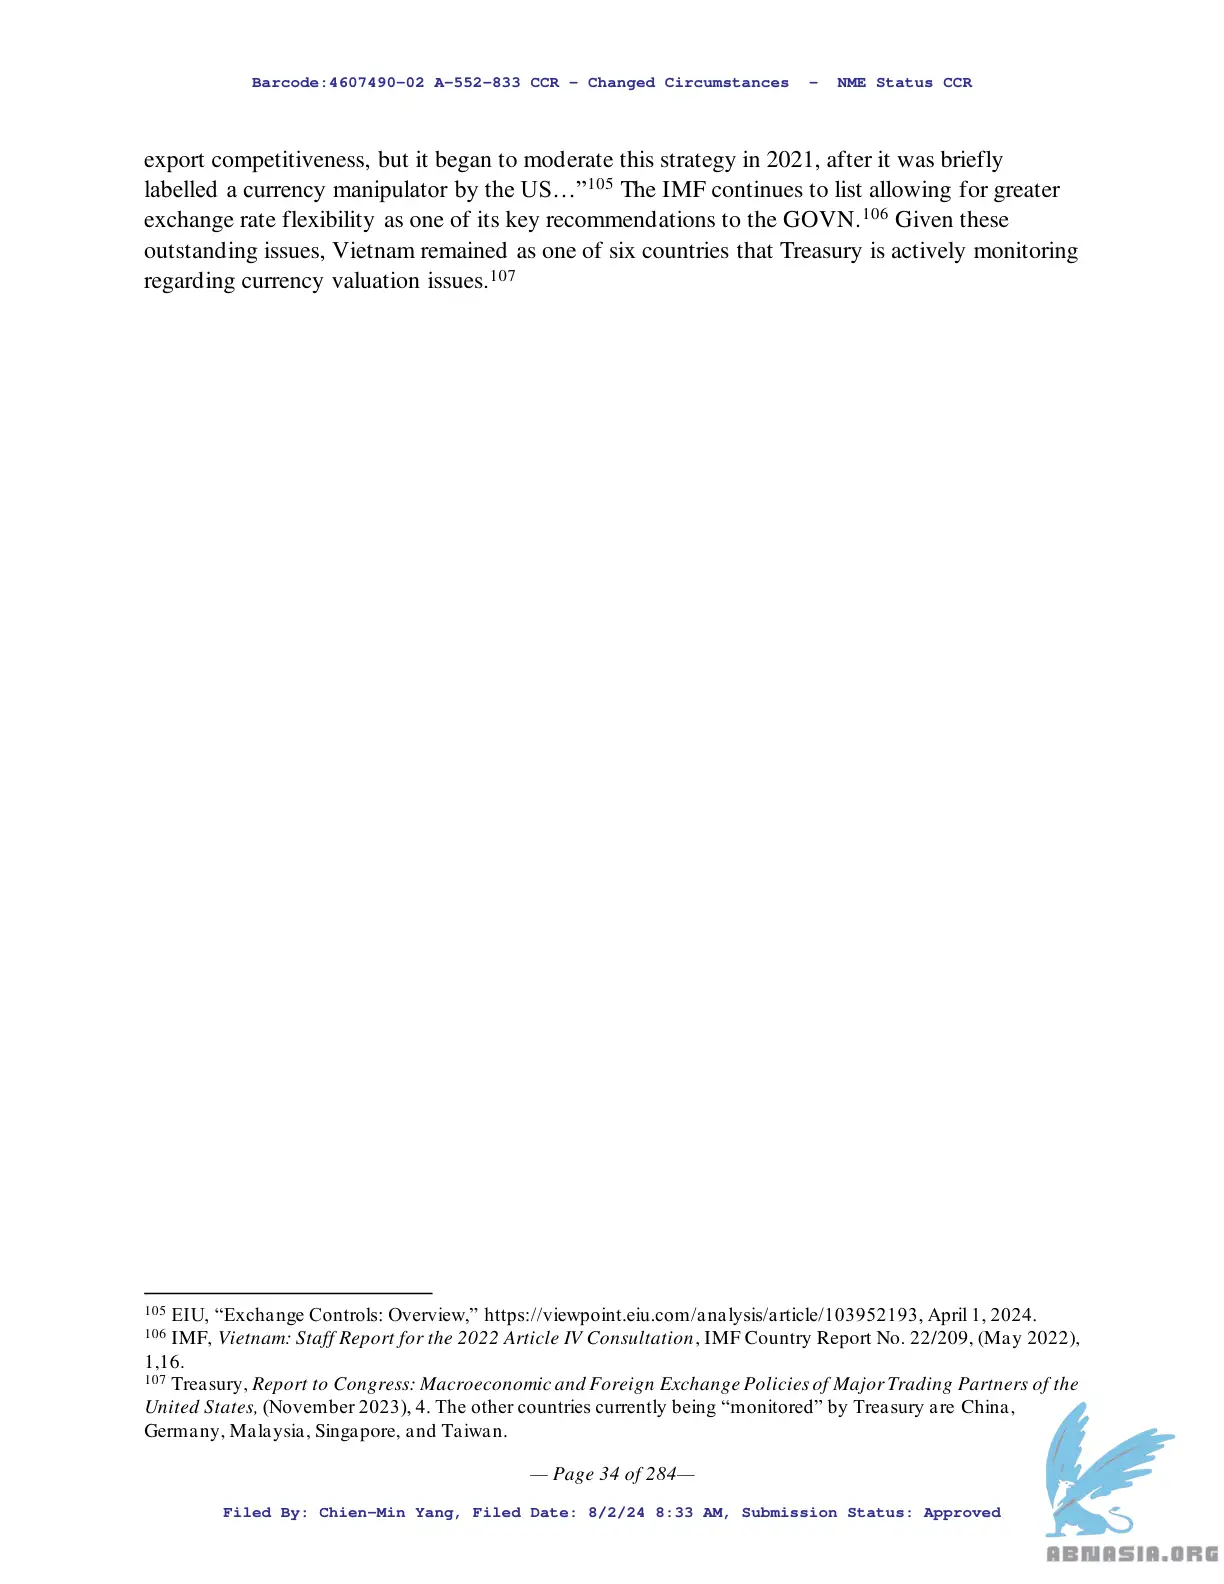 Barcode:4607490-02 A-552-833 CCR - Changed Circumstances - NME Status CCR
export competitiveness, but it began to moderate this strategy in 2021, after it was briefly
labelled a currency manipulator by the US…”105 The IMF continues to list allowing for greater
exchange rate flexibility as one of its key recommendations to the GOVN.106 Given these
outstanding issues, Vietnam remained as one of six countries that Treasury is actively monitoring
regarding currency valuation issues.107
105 EIU, “Exchange Controls: Overview,” https://viewpoint.eiu.com/analysis/article/103952193, April 1, 2024.
106 IMF, Vietnam: Staff Report for the 2022 Article IV Consultation, IMF Country Report No. 22/209, (May 2022),
1,16.
107 Treasury, Report to Congress: Macroeconomic and Foreign Exchange Policies of Major Trading Partners of the
United States, (November 2023), 4. The other countries currently being “monitored” by Treasury are China,
Germany, Malaysia, Singapore, and Taiwan.
— Page 34 of 284—
Filed By: Chien-Min Yang, Filed Date: 8/2/24 8:33 AM, Submission Status: Approved
ABNASIA.ORG